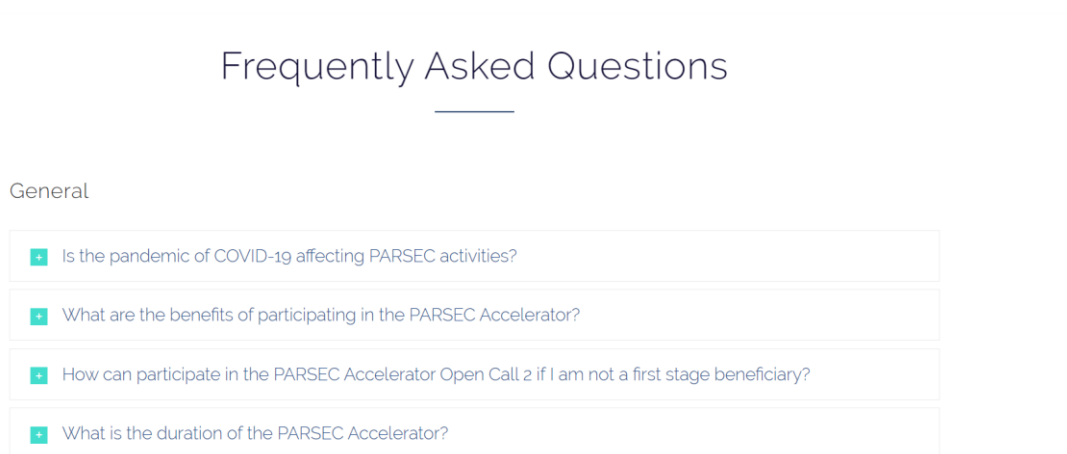 Frequently Asked Questions
General
+ Is the pandemic of COVID-19 affecting PARSEC activities?
+ What are the benefits of participating in the PARSEC Accelerator?
+ How can participate in the PARSEC Accelerator Open Call 2 if I am not a first stage beneficiary?
+ What is the duration of the PARSEC Accelerator?